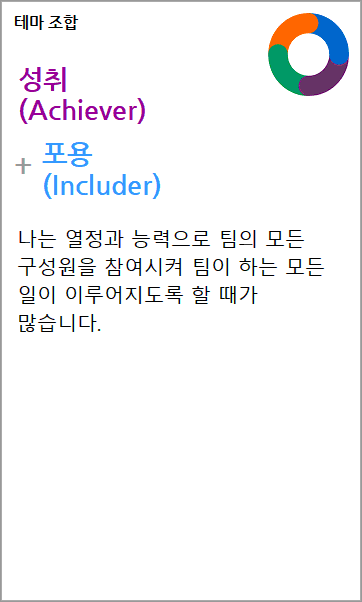 테마 조합
성취
(Achiever)
+ 포용
(Includer)
나는 열정과 능력으로 팀의 모든
구성원을 참여시켜 팀이 하는 모든
일이 이루어지도록 할 때가
많습니다.